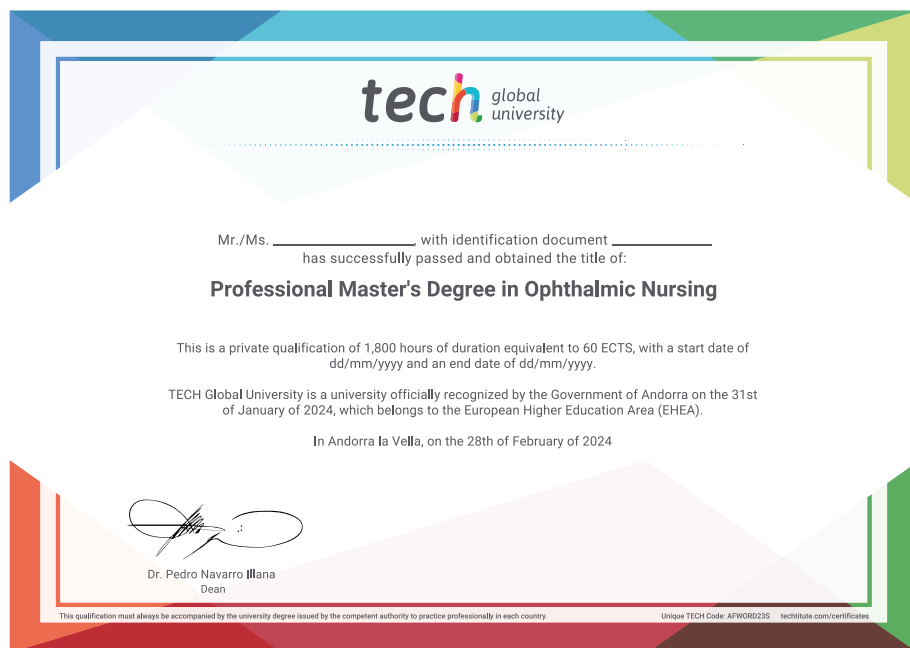 tech global
university
Mr./Ms. ____________________, with identification document ______________
has successfully passed and obtained the title of:
Professional Master's Degree in Ophthalmic Nursing
This is a private qualification of 1,800 hours of duration equivalent to 60 ECTS, with a start date of
dd/mm/yyyy and an end date of dd/mm/yyyy.
TECH Global University is a university officially recognized by the Government of Andorra on the 31st
of January of 2024, which belongs to the European Higher Education Area (EHEA).
In Andorra la Vella, on the 28th of February of 2024
Dr. Pedro Navarro Illana
Dean
This qualification must always be accompanied by the university degree issued by the competent authority to practice professionally in each country.
Unique TECH Code: AFWORD23S techtitute.com/certificates